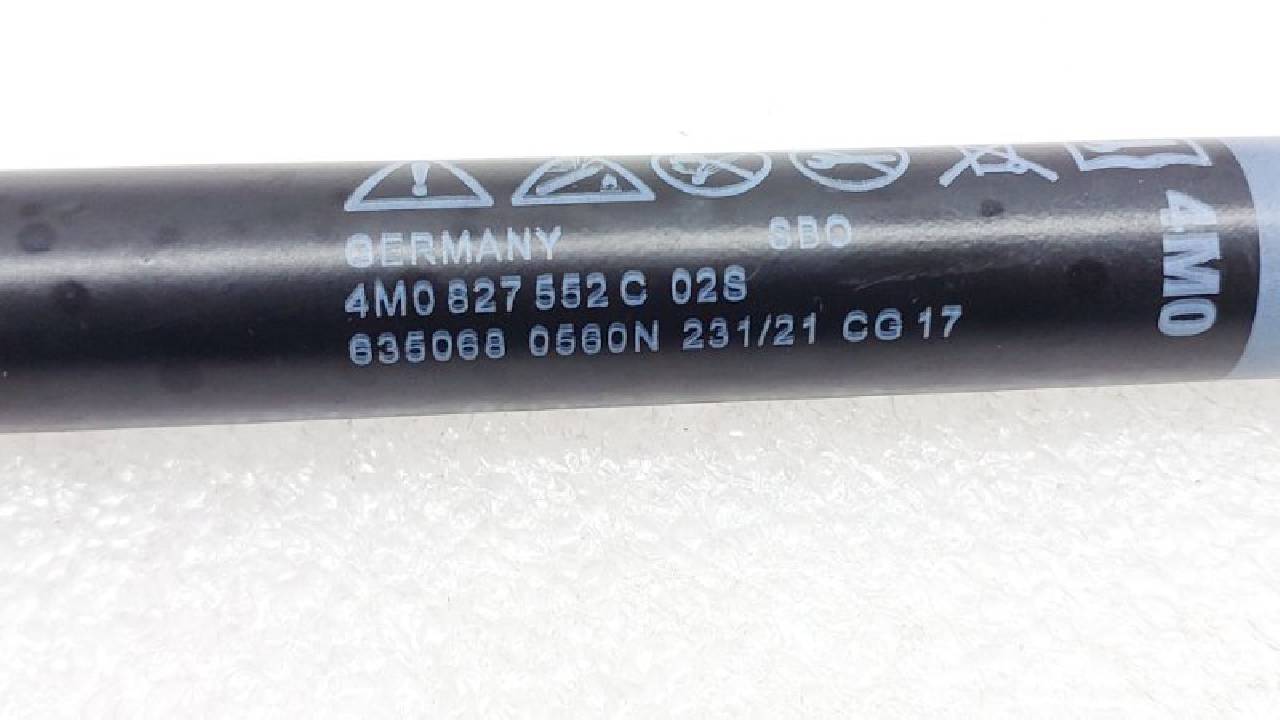 GERMANY SBO
4M0 827 552 C 02S
635068 0560N 231/21 CG 17
4M0